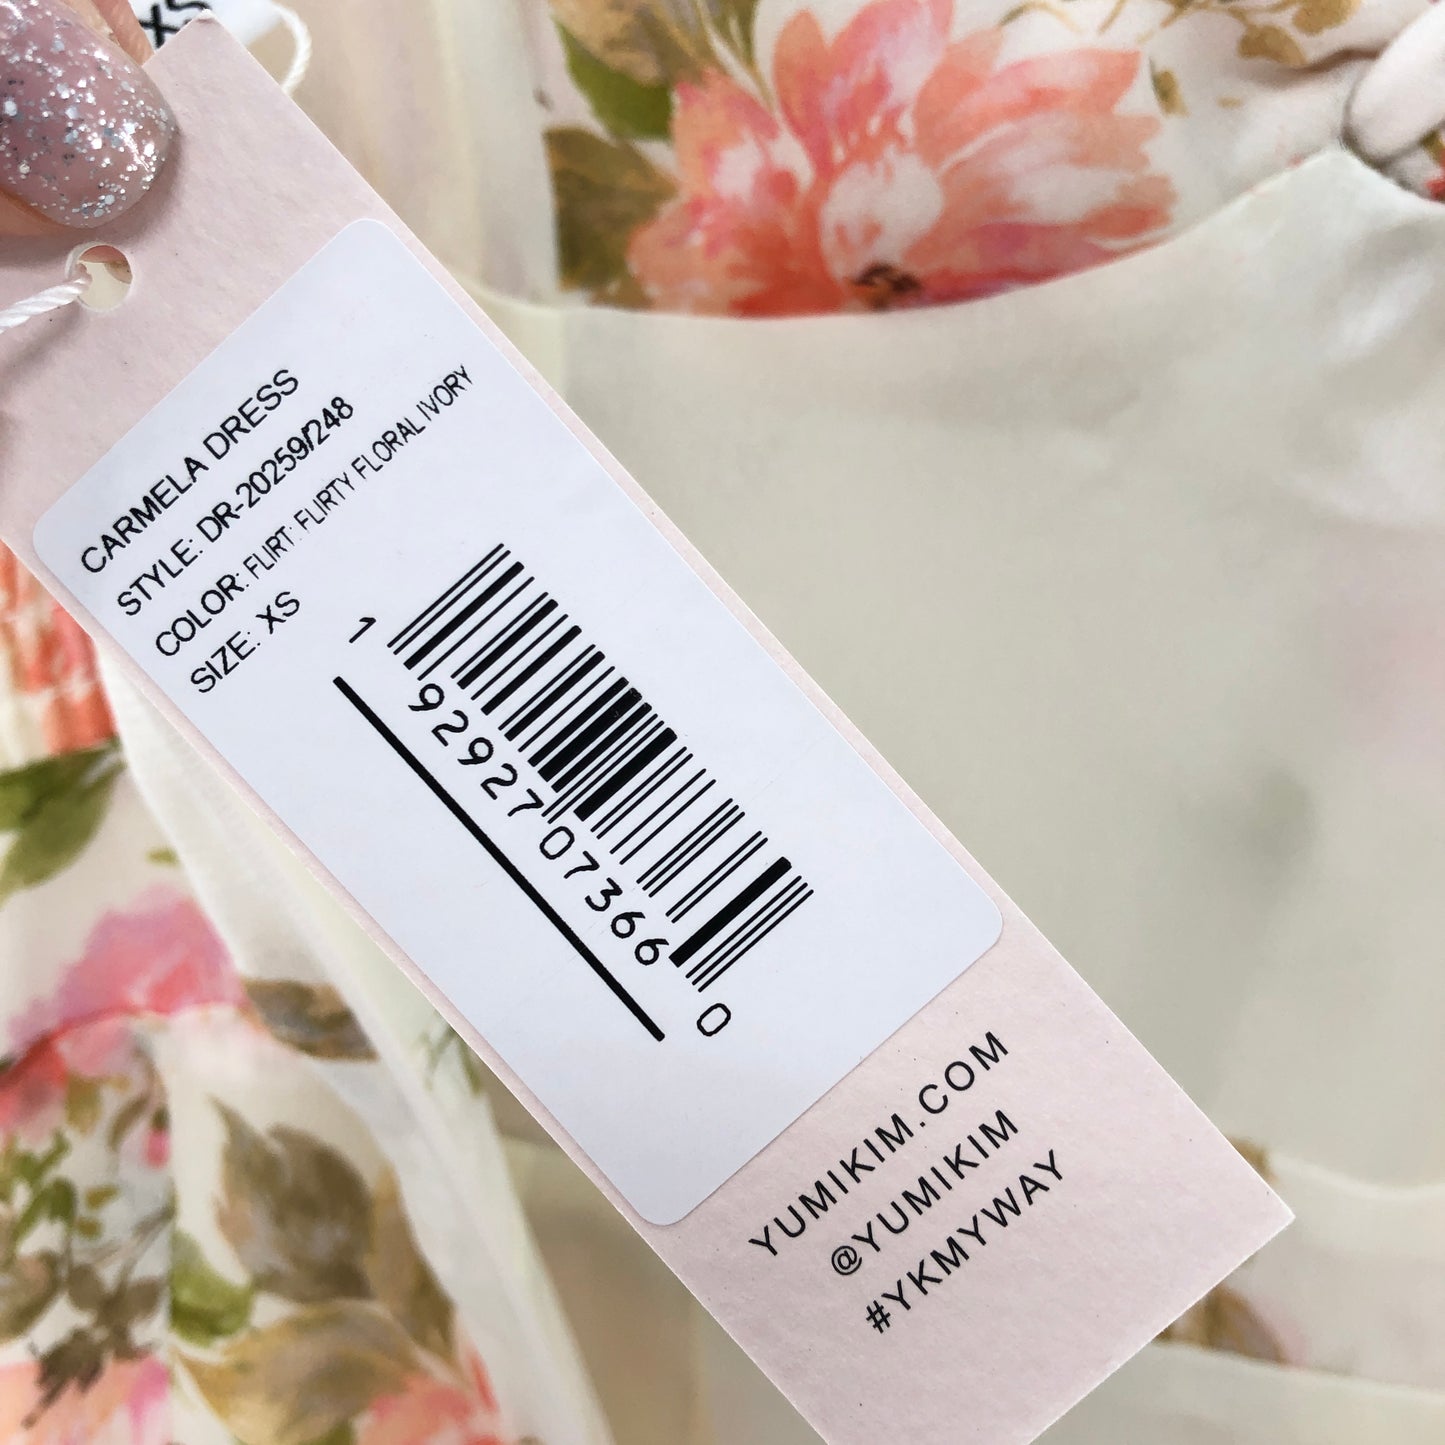 XS
CARMELA DRESS
STYLE: DR-20259/248
COLOR: FLIRT: FLIRTY FLORAL IVORY
SIZE: XS
1 92927 07366 0
YUMIKIM.COM
@YUMIKIM
#YKMYWAY